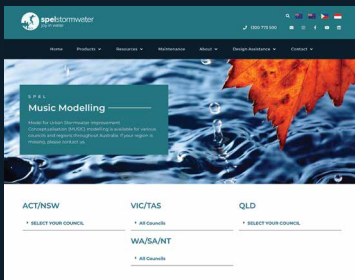 spelstormwater
joy in water
1300 773 500
Home Products Resources Maintenance About Design Assistance Contact
SPEL
Music Modelling
Model for Urban Stormwater Improvement
Conceptualisation (MUSIC) modelling is available for various
councils and regions throughout Australia. If your region is
missing, please contact us.
ACT/NSW
SELECT YOUR COUNCIL
VIC/TAS
All Councils
QLD
SELECT YOUR COUNCIL
WA/SA/NT
All Councils